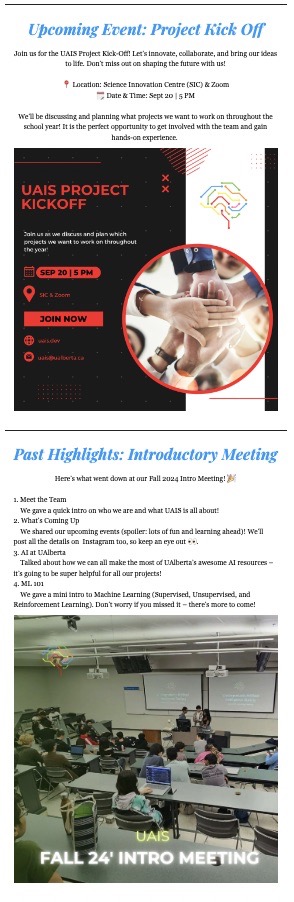 Upcoming Event: Project Kick Off
Join us for the UAIS Project Kick-Off! Let's innovate, collaborate, and bring our ideas
to life. Don't miss out on shaping the future with us!
📍 Location: Science Innovation Centre (SIC) & Zoom
📆 Date & Time: Sept 20 | 5 PM
We'll be discussing and planning what projects we want to work on throughout the
school year! It is the perfect opportunity to get involved with the team and gain
hands-on experience.
UAIS PROJECT
KICKOFF
Join us as we discuss and plan which
projects we want to work on throughout
the year!
SEP 20 | 5 PM
SIC & Zoom
JOIN NOW
uais.dev
uais@ualberta.ca
Past Highlights: Introductory Meeting
Here's what went down at our Fall 2024 Intro Meeting! 🎉
1. Meet the Team
We gave a quick intro on who we are and what UAIS is all about!
2. What's Coming Up
We shared our upcoming events (spoiler: lots of fun and learning ahead)! We'll
post all the details on Instagram too, so keep an eye out 👀.
3. AI at UAlberta
Talked about how we can all make the most of UAlberta's awesome AI resources –
it's going to be super helpful for all our projects!
4. ML 101
We gave a mini intro to Machine Learning (Supervised, Unsupervised, and
Reinforcement Learning). Don't worry if you missed it – there's more to come!
UAIS
FALL 24' INTRO MEETING